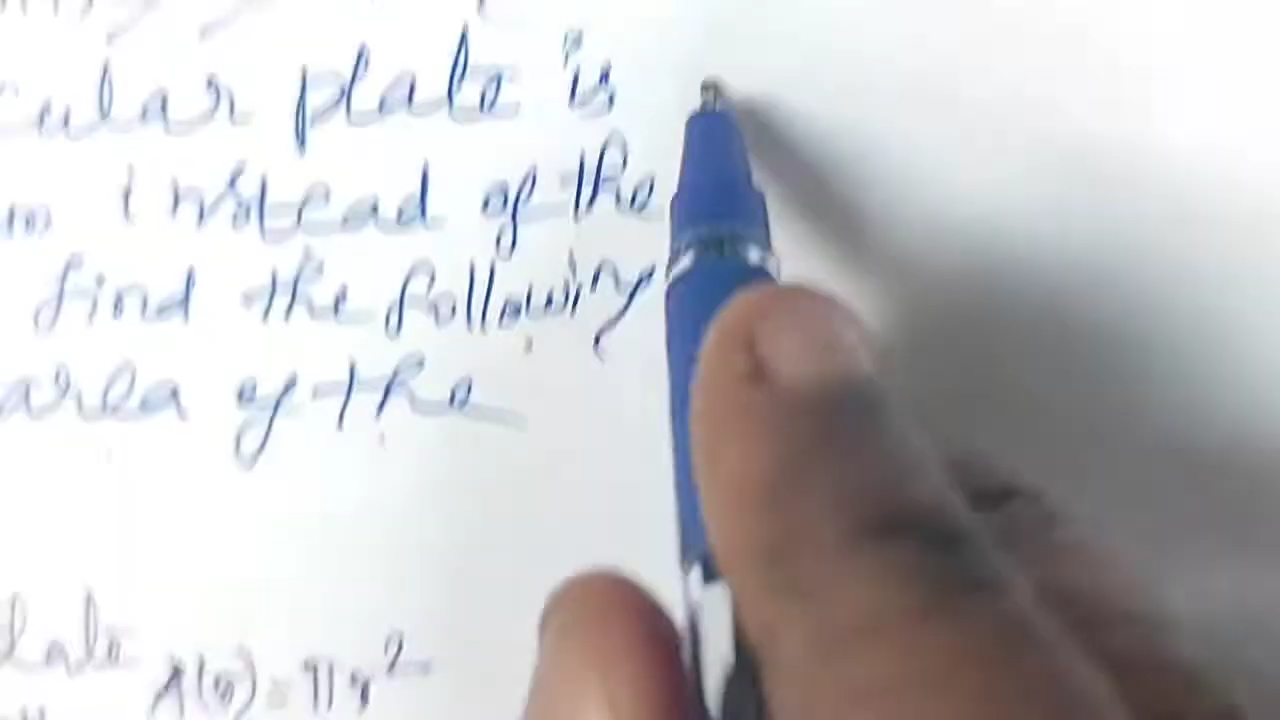 cular plate is
instead of the
find the following
area of the
late A(r) = πr²